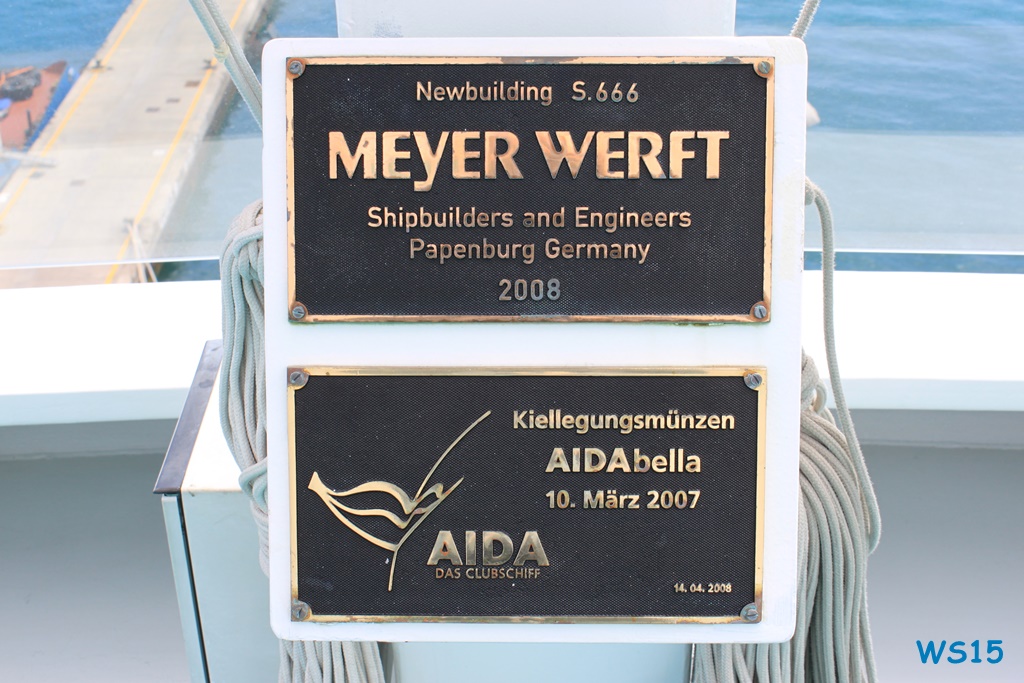 Newbuilding S.666
MEYER WERFT
Shipbuilders and Engineers
Papenburg Germany
2008
Kiellegungsmünzen
AIDAbella
10. März 2007
AIDA
DAS CLUBSCHIFF
14. 04. 2008
WS15